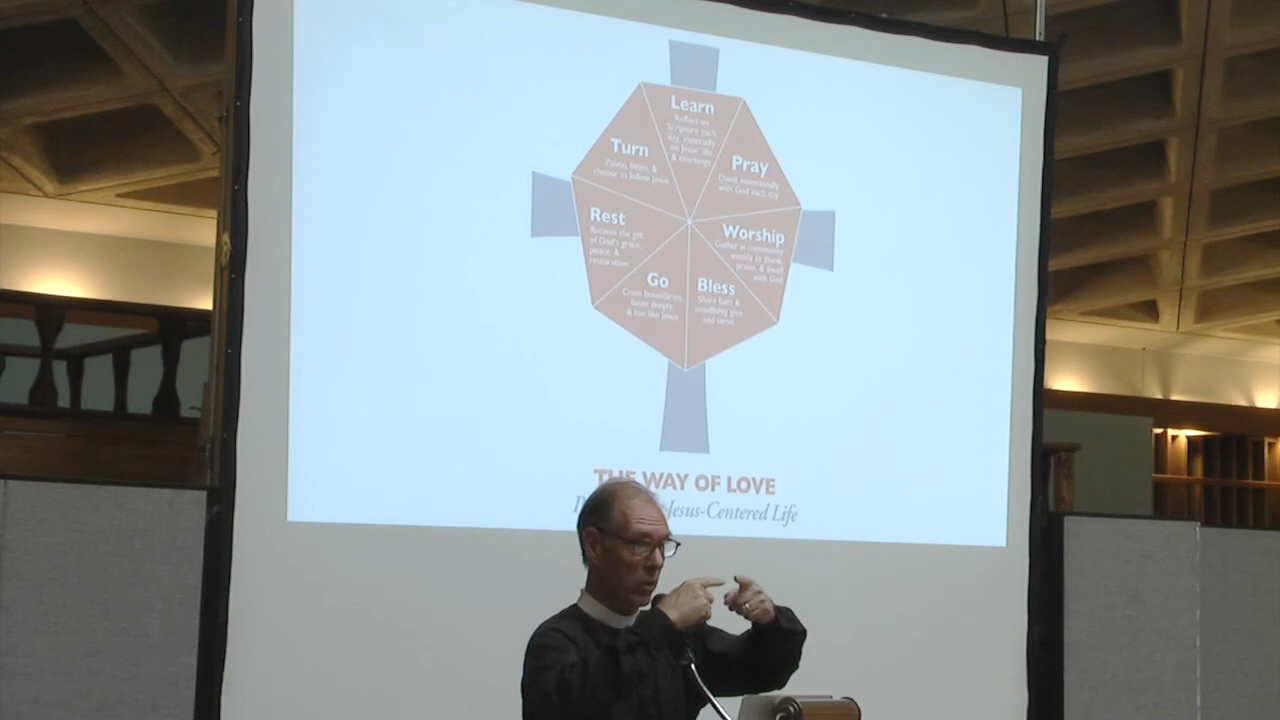 Learn
Reflect on
Scripture each
day, especially
on Jesus' life
& teachings
Turn
Pause, listen, &
choose to follow Jesus
Pray
Dwell intentionally
with God each day
Rest
Receive the gift
of God's grace,
peace, &
restoration
Worship
Gather in community
weekly to thank,
praise, & dwell
with God
Go
Cross boundaries,
listen deeply,
& live like Jesus
Bless
Share faith &
unselfishly give
and serve
THE WAY OF LOVE
Jesus-Centered Life